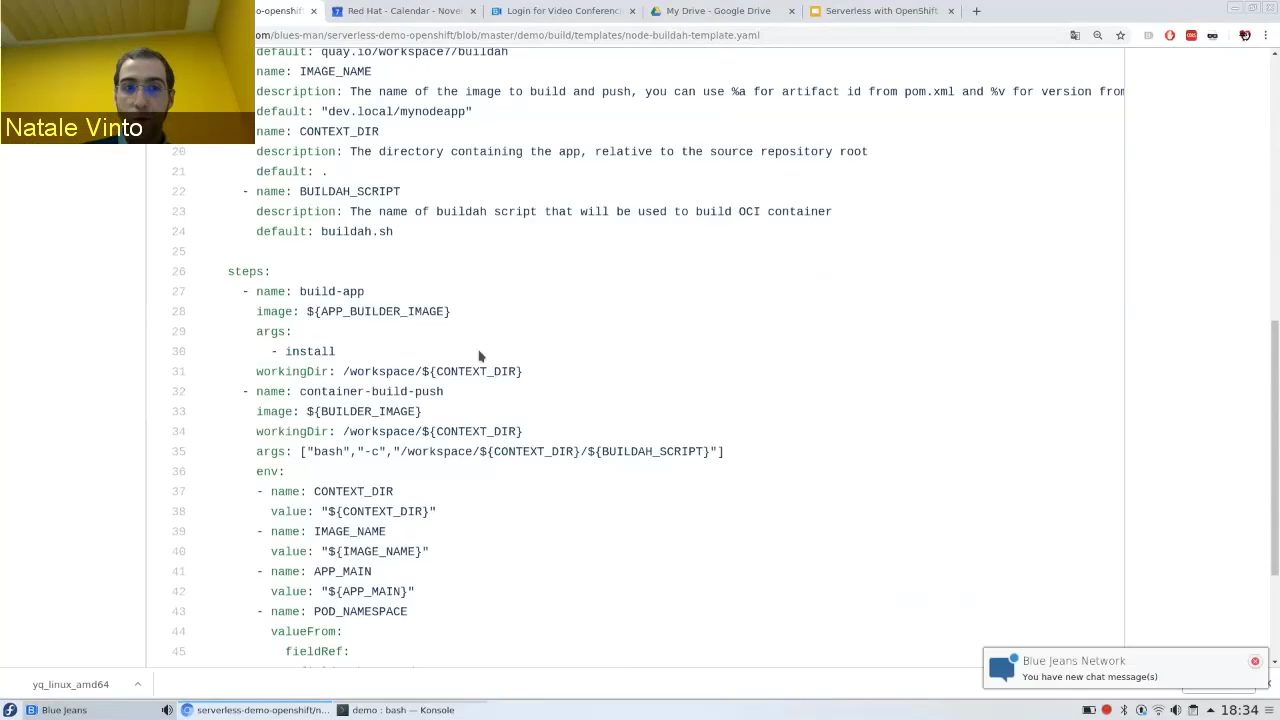 o-openshift/
Red Hat - Calendar - Nove
Login for Video Conferenc
My Drive - Google Drive
Serverless with OpenShift
om/blues-man/serverless-demo-openshift/blob/master/demo/build/templates/node-buildah-template.yaml
default: quay.io/workspace7/buildah
name: IMAGE_NAME
description: The name of the image to build and push, you can use %a for artifact id from pom.xml and %v for version from
default: "dev.local/mynodeapp"
Natale Vinto
name: CONTEXT_DIR
20 description: The directory containing the app, relative to the source repository root
21 default: .
22 - name: BUILDAH_SCRIPT
23 description: The name of buildah script that will be used to build OCI container
24 default: buildah.sh
25
26 steps:
27 - name: build-app
28 image: ${APP_BUILDER_IMAGE}
29 args:
30 - install
31 workingDir: /workspace/${CONTEXT_DIR}
32 - name: container-build-push
33 image: ${BUILDER_IMAGE}
34 workingDir: /workspace/${CONTEXT_DIR}
35 args: ["bash","-c","/workspace/${CONTEXT_DIR}/${BUILDAH_SCRIPT}"]
36 env:
37 - name: CONTEXT_DIR
38 value: "${CONTEXT_DIR}"
39 - name: IMAGE_NAME
40 value: "${IMAGE_NAME}"
41 - name: APP_MAIN
42 value: "${APP_MAIN}"
43 - name: POD_NAMESPACE
44 valueFrom:
45 fieldRef:
Blue Jeans Network
You have new chat message(s)
yq_linux_amd64
Blue Jeans
serverless-demo-openshift/n...
demo : bash — Konsole
18:34